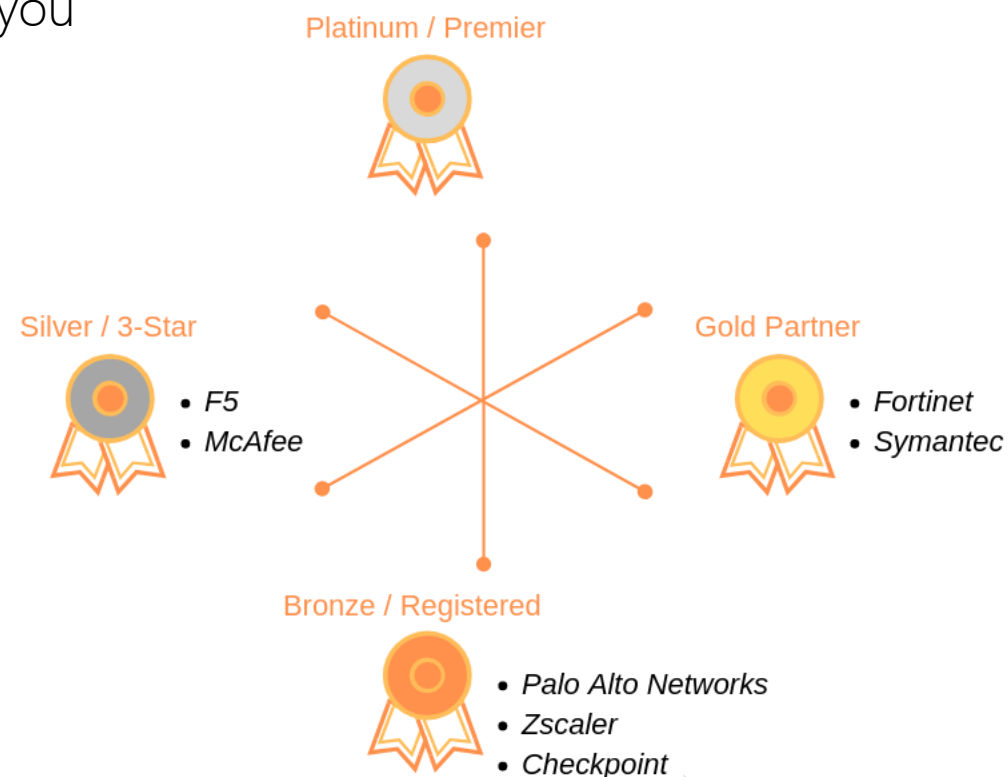 you
Platinum / Premier
Silver / 3-Star
• F5
• McAfee
Gold Partner
• Fortinet
• Symantec
Bronze / Registered
• Palo Alto Networks
• Zscaler
• Checkpoint